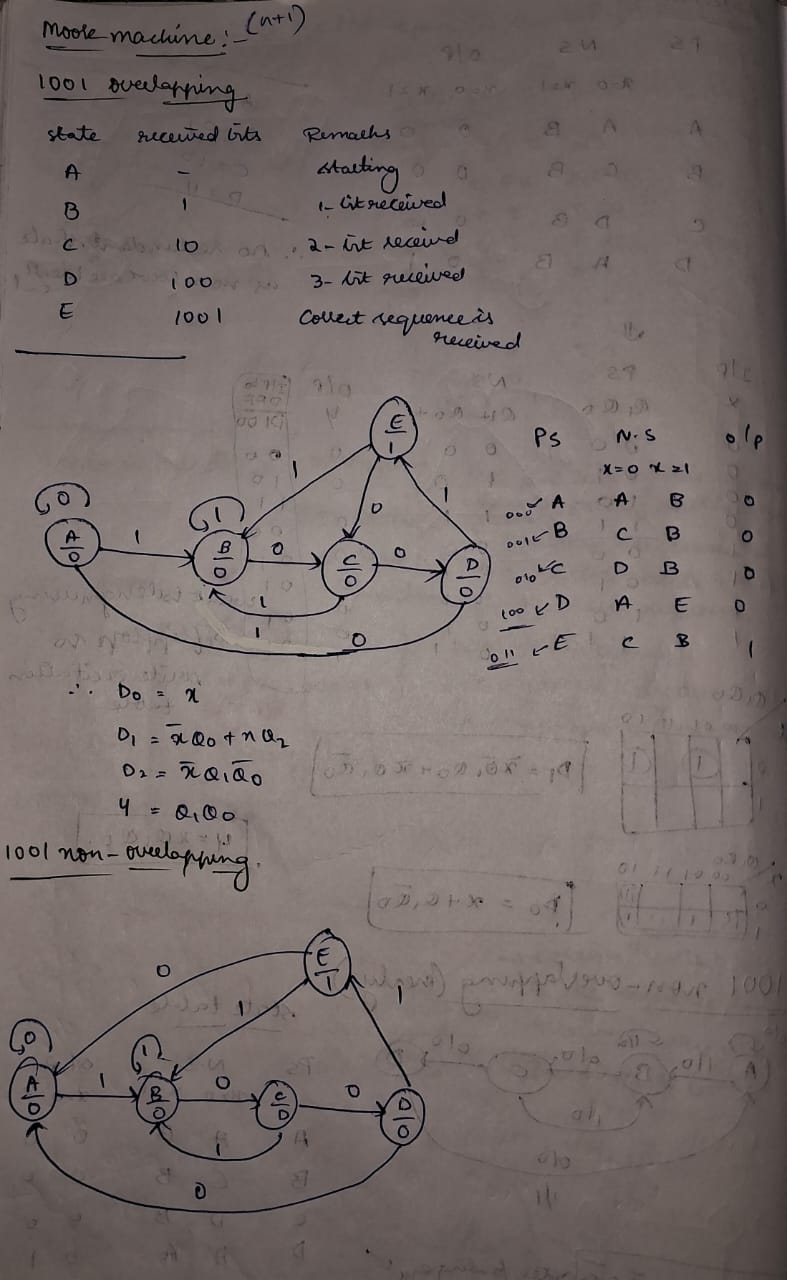 Moore machine:- (n+1)
1001 overlapping
state received bits Remarks
A - starting
B 1 1-bit received
C 10 2-bit received
D 100 3-bit received
E 1001 Correct sequence is
received
E/1
PS N.S o/p
x=0 x=1
000 A A B 0
001 B C B 0
010 C D B 0
100 D A E 0
011 E C B 1
0 1 1
A/0 1 B/0 0 C/0 0 D/0
1 0 1
1 0
∴ D0 = x
D1 = x̄Q0 + xQ2
D2 = x̄Q1Q̄0
Y = Q1Q0
1001 non-overlapping.
E/1
0 1 1
0 1
A/0 1 B/0 0 C/0 0 D/0
1
0